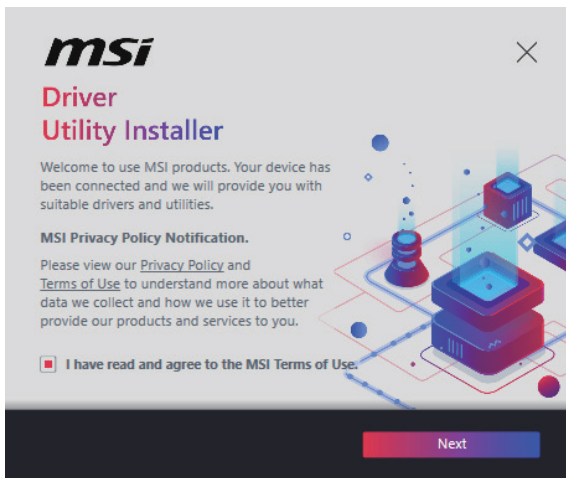 msi
Driver
Utility Installer
Welcome to use MSI products. Your device has
been connected and we will provide you with
suitable drivers and utilities.
MSI Privacy Policy Notification.
Please view our Privacy Policy and
Terms of Use to understand more about what
data we collect and how we use it to better
provide our products and services to you.
I have read and agree to the MSI Terms of Use.
Next